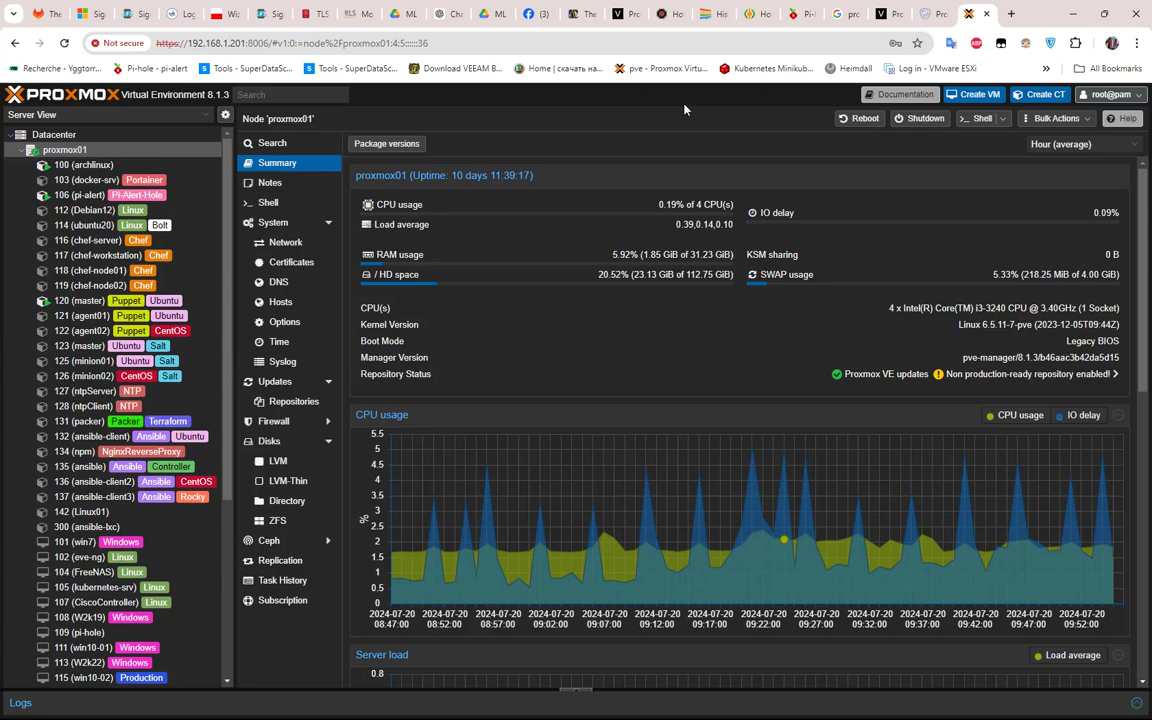 The
Sig
Sig
Log
Wi
Sig
TLS
RLS Mo
ML
Ch
ML
(3)
The
Pro
Ho
His
Ho
Pi-
pro
Pro
Pro
Not secure
https://192.168.1.201:8006/#v1:0:=node%2Fproxmox01:4:5::::::36
Recherche - Yggtorr...
Pi-hole - pi-alert
Tools - SuperDataSc...
Tools - SuperDataSc...
Download VEEAM B...
Home | скачать на...
pve - Proxmox Virtu...
Kubernetes Minikub...
Heimdall
Log in - VMware ESXi
»
All Bookmarks
PROXMOX Virtual Environment 8.1.3 Search
Documentation
Create VM
Create CT
root@pam
Server View
Node 'proxmox01'
Reboot
Shutdown
>_ Shell
Bulk Actions
Help
Datacenter
proxmox01
100 (archlinux)
103 (docker-srv) Portainer
106 (pi-alert) Pi-Alert-Hole
112 (Debian12) Linux
114 (ubuntu20) Linux Bolt
116 (chef-server) Chef
117 (chef-workstation) Chef
118 (chef-node01) Chef
119 (chef-node02) Chef
120 (master) Puppet Ubuntu
121 (agent01) Puppet Ubuntu
122 (agent02) Puppet CentOS
123 (master) Ubuntu Salt
125 (minion01) Ubuntu Salt
126 (minion02) CentOS Salt
127 (ntpServer) NTP
128 (ntpClient) NTP
131 (packer) Packer Terraform
132 (ansible-client) Ansible Ubuntu
134 (npm) NginxReverseProxy
135 (ansible) Ansible Controller
136 (ansible-client2) Ansible CentOS
137 (ansible-client3) Ansible Rocky
142 (Linux01)
300 (ansible-lxc)
101 (win7) Windows
102 (eve-ng) Linux
104 (FreeNAS) Linux
105 (kubernetes-srv) Linux
107 (CiscoController) Linux
108 (W2k19) Windows
109 (pi-hole)
111 (win10-01) Windows
113 (W2k22) Windows
115 (win10-02) Production
Search
Summary
Notes
>_ Shell
System
Network
Certificates
DNS
Hosts
Options
Time
Syslog
Updates
Repositories
Firewall
Disks
LVM
LVM-Thin
Directory
ZFS
Ceph
Replication
Task History
Subscription
Package versions
Hour (average)
proxmox01 (Uptime: 10 days 11:39:17)
CPU usage 0.19% of 4 CPU(s)
Load average 0.39,0.14,0.10
IO delay 0.09%
RAM usage 5.92% (1.85 GiB of 31.23 GiB)
KSM sharing 0 B
/ HD space 20.52% (23.13 GiB of 112.75 GiB)
SWAP usage 5.33% (218.25 MiB of 4.00 GiB)
CPU(s) 4 x Intel(R) Core(TM) i3-3240 CPU @ 3.40GHz (1 Socket)
Kernel Version Linux 6.5.11-7-pve (2023-12-05T09:44Z)
Boot Mode Legacy BIOS
Manager Version pve-manager/8.1.3/b46aac3b42da5d15
Repository Status Proxmox VE updates Non production-ready repository enabled!
CPU usage
CPU usage
IO delay
5.5
5
4.5
4
3.5
3
2.5
2
1.5
1
0.5
0
%
2024-07-20 2024-07-20 2024-07-20 2024-07-20 2024-07-20 2024-07-20 2024-07-20 2024-07-20 2024-07-20 2024-07-20 2024-07-20 2024-07-20 2024-07-20 2024-07-20
08:47:00 08:52:00 08:57:00 09:02:00 09:07:00 09:12:00 09:17:00 09:22:00 09:27:00 09:32:00 09:37:00 09:42:00 09:47:00 09:52:00
Server load
Load average
0.8
Logs